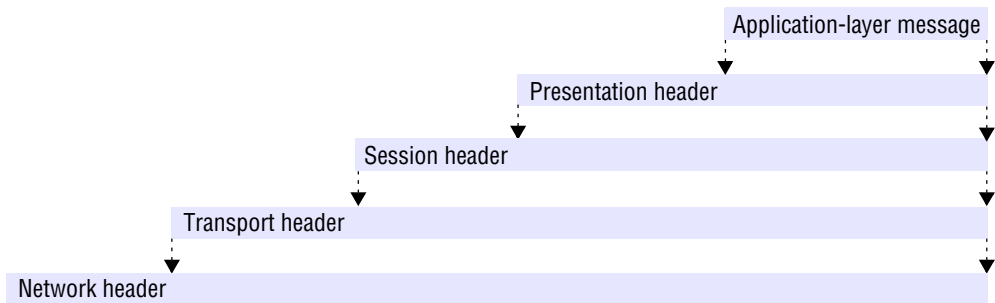 Application-layer message
Presentation header
Session header
Transport header
Network header